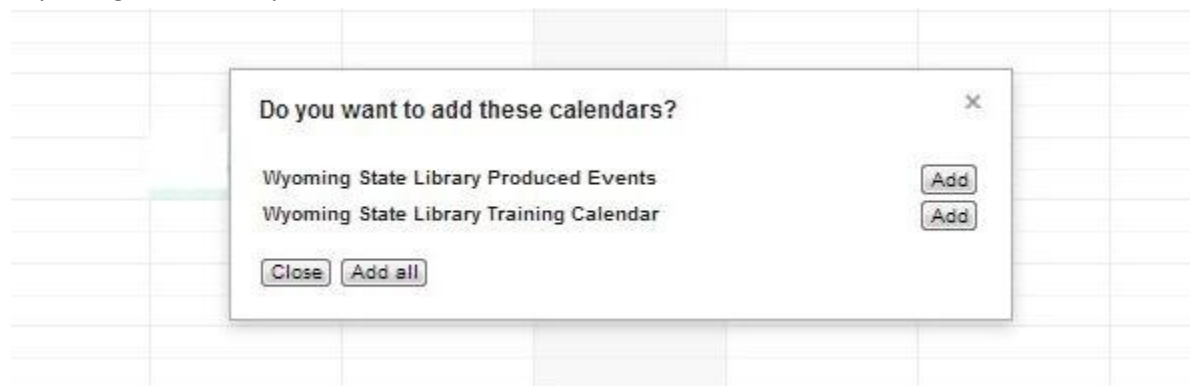 Do you want to add these calendars? ×
Wyoming State Library Produced Events Add
Wyoming State Library Training Calendar Add
Close Add all